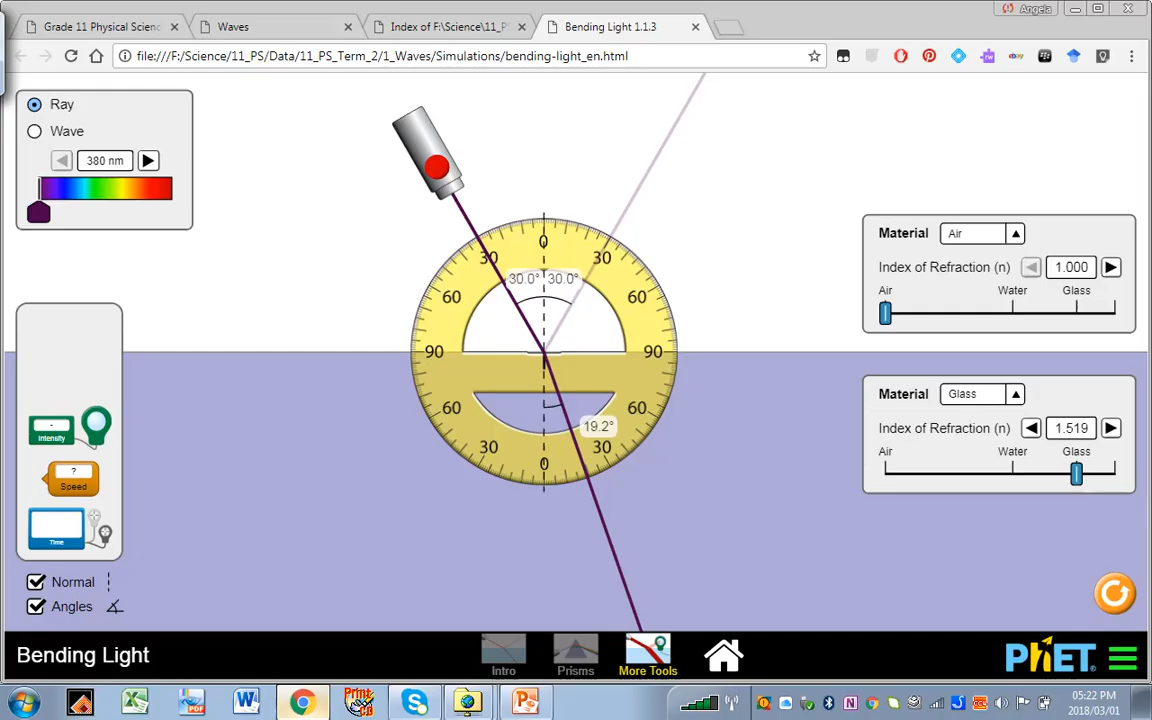 Grade 11 Physical Scienc
Waves
Index of F:\Science\11_PS
Bending Light 1.1.3
Angela
file:///F:/Science/11_PS/Data/11_PS_Term_2/1_Waves/Simulations/bending-light_en.html
Ray
Wave
380 nm
0
30
30
60
60
90
90
60
60
30
30
0
30.0° 30.0°
19.2°
Material Air
Index of Refraction (n) 1.000
Air Water Glass
Material Glass
Index of Refraction (n) 1.519
Air Water Glass
-
Intensity
?
Speed
Time
Normal
Angles
Bending Light
Intro
Prisms
More Tools
PhET
05:22 PM
2018/03/01